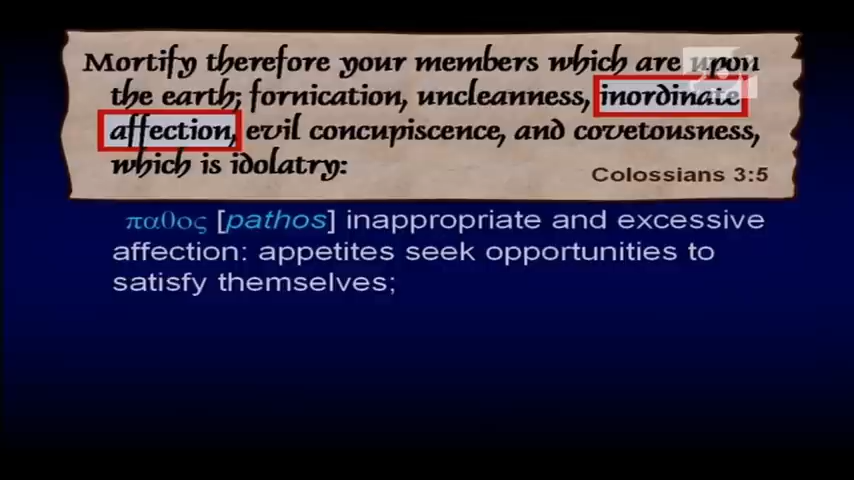 Mortify therefore your members which are upon
the earth; fornication, uncleanness, inordinate
affection, evil concupiscence, and covetousness,
which is idolatry:
Colossians 3:5
παθος [pathos] inappropriate and excessive
affection: appetites seek opportunities to
satisfy themselves;